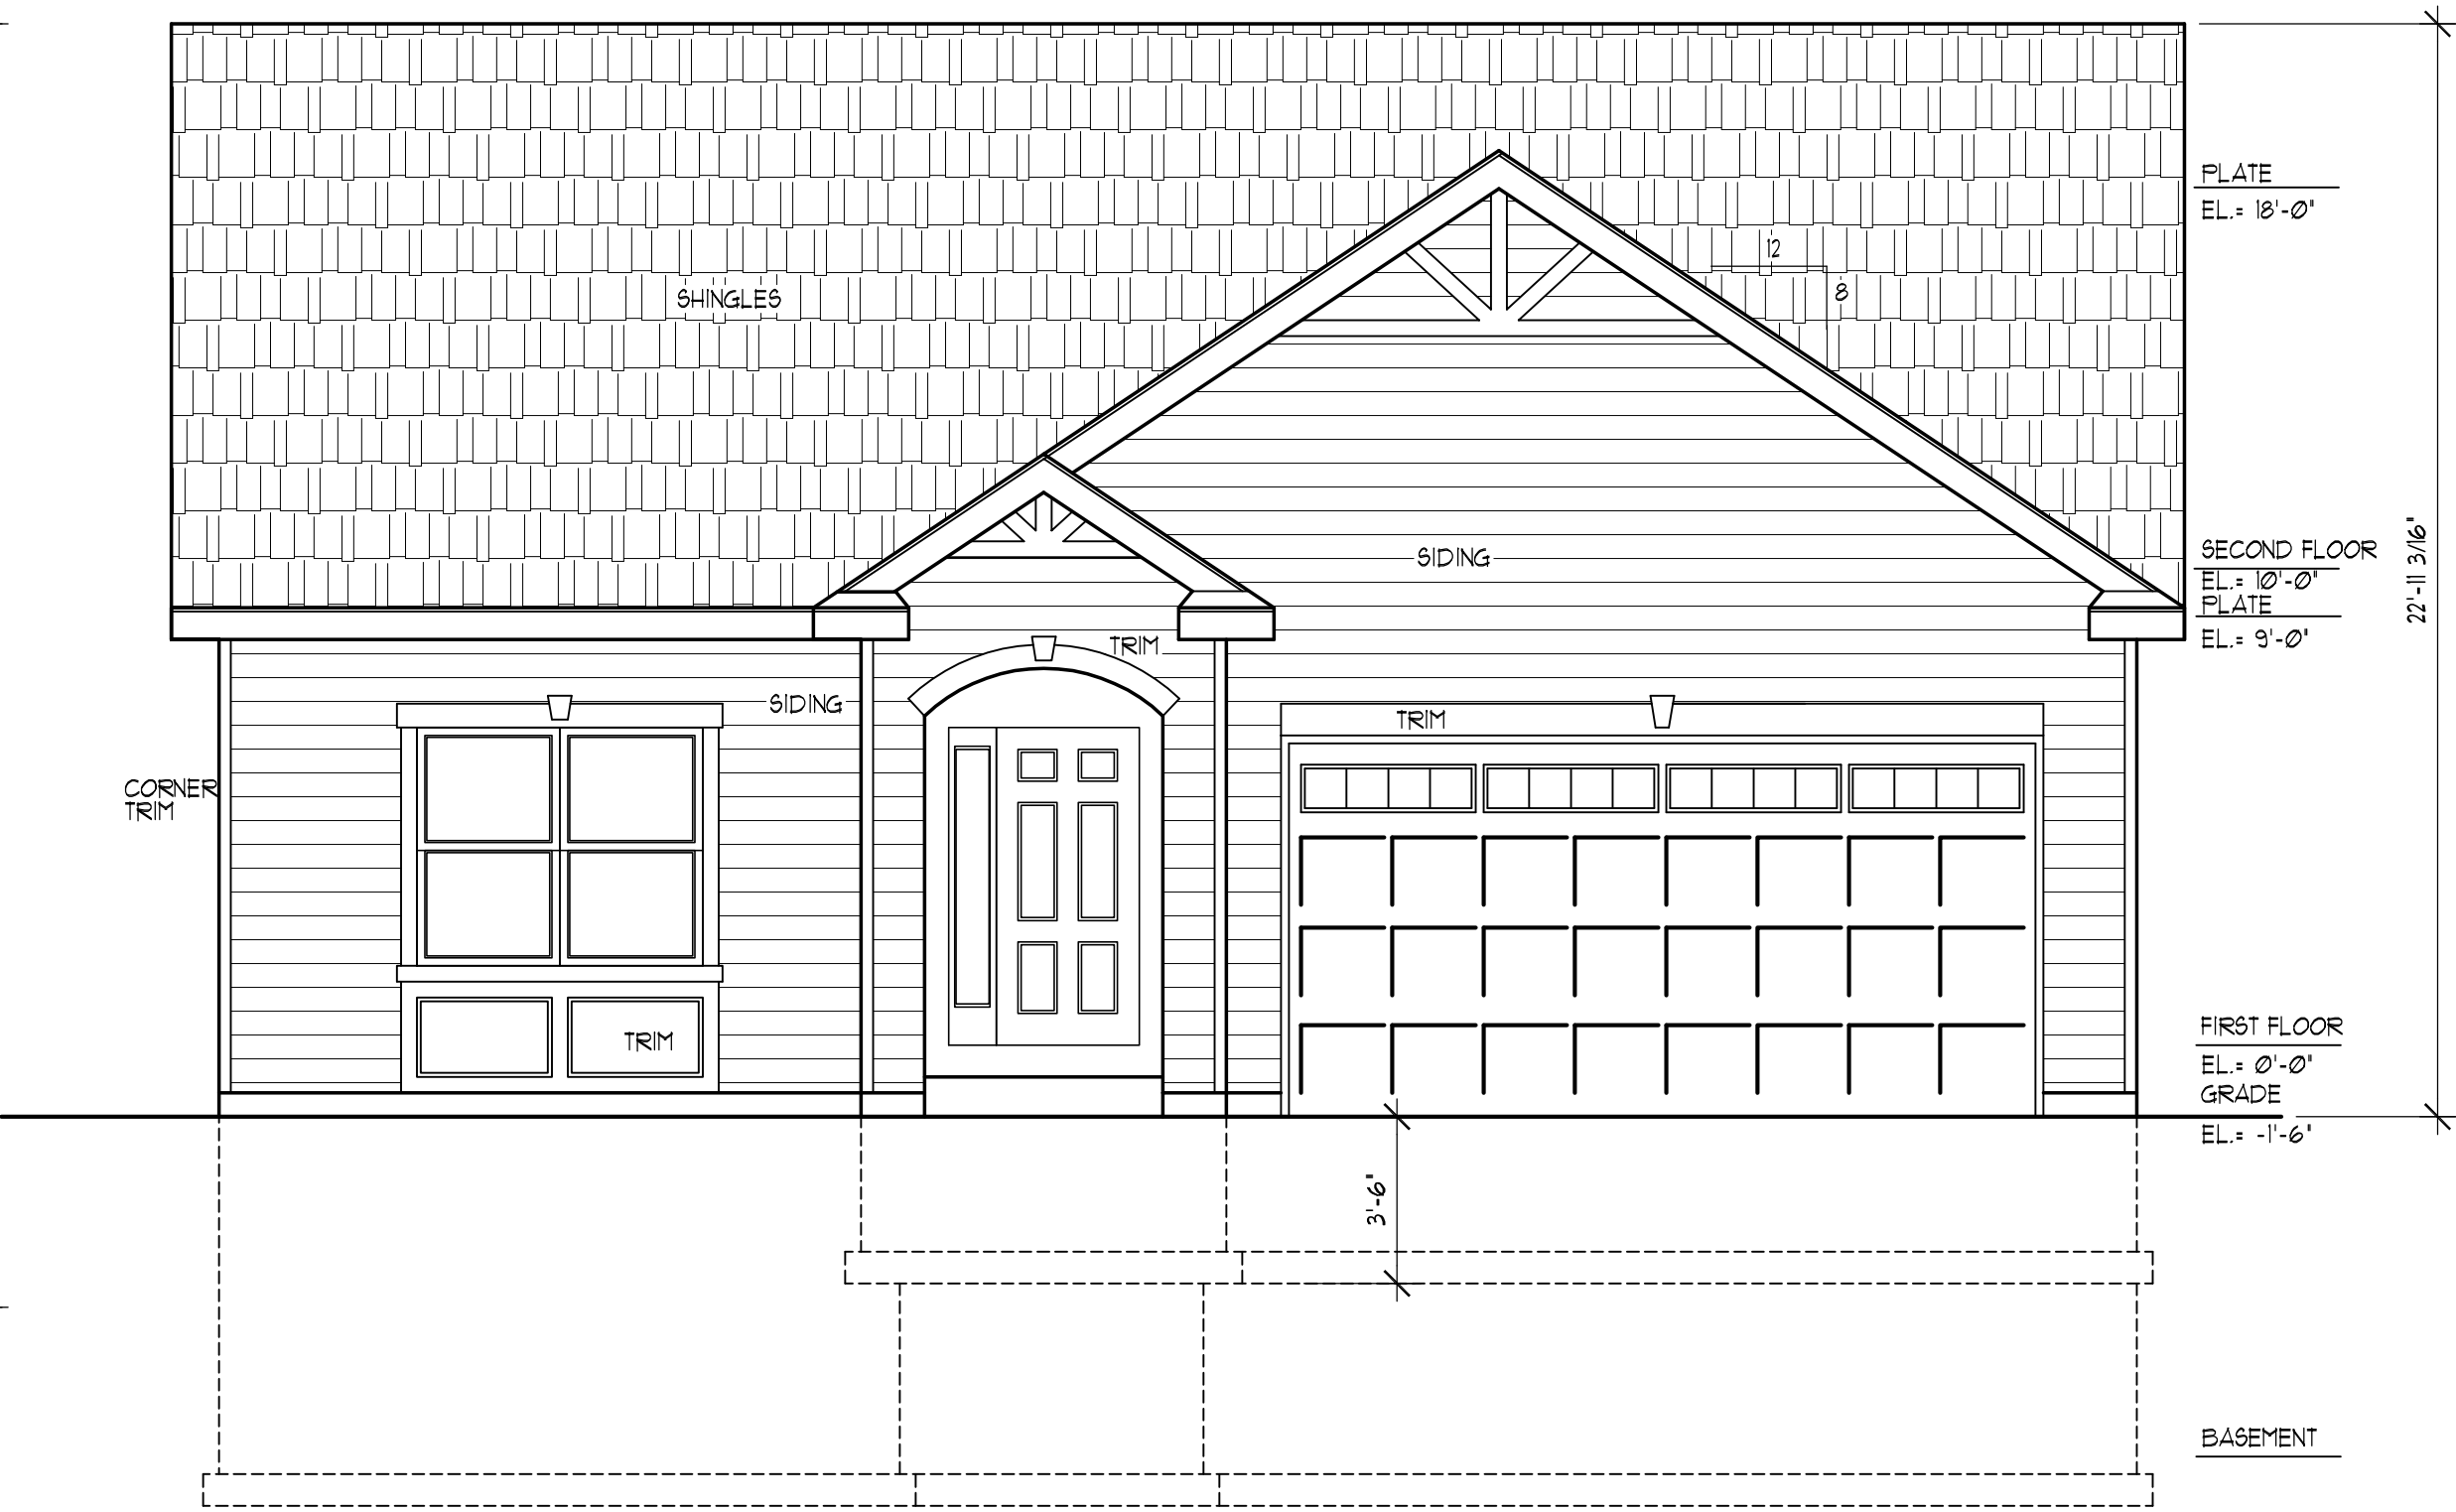 PLATE
EL.= 18'-0"
12
8
SHINGLES
SECOND FLOOR
EL.= 10'-0"
PLATE
EL.= 9'-0"
22'-11 3/16"
SIDING
TRIM
SIDING
TRIM
CORNER
TRIM
TRIM
FIRST FLOOR
EL.= 0'-0"
GRADE
EL.= -1'-6"
3'-6"
BASEMENT